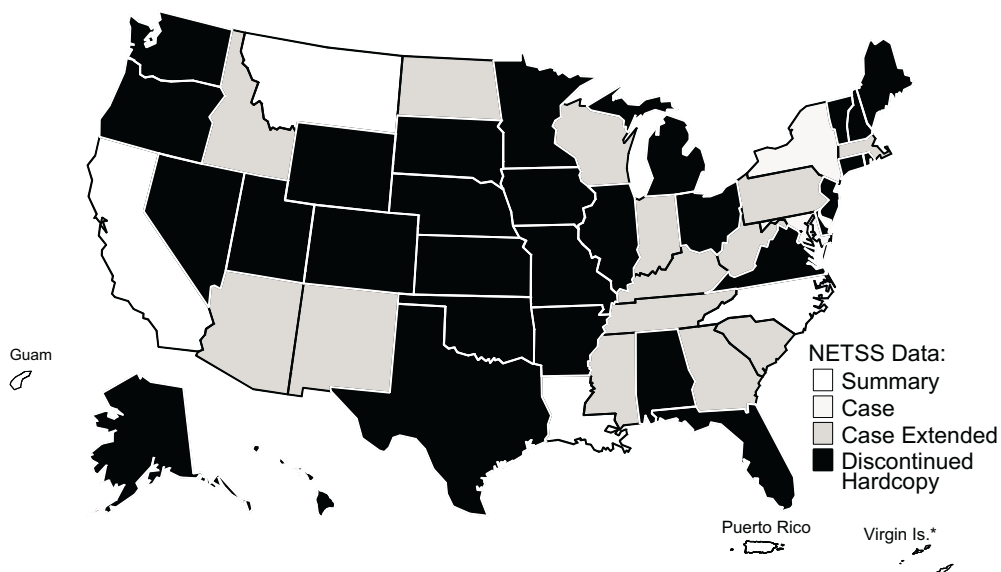 Guam
NETSS Data:
Summary
Case
Case Extended
Discontinued
Hardcopy
Puerto Rico
Virgin Is.*